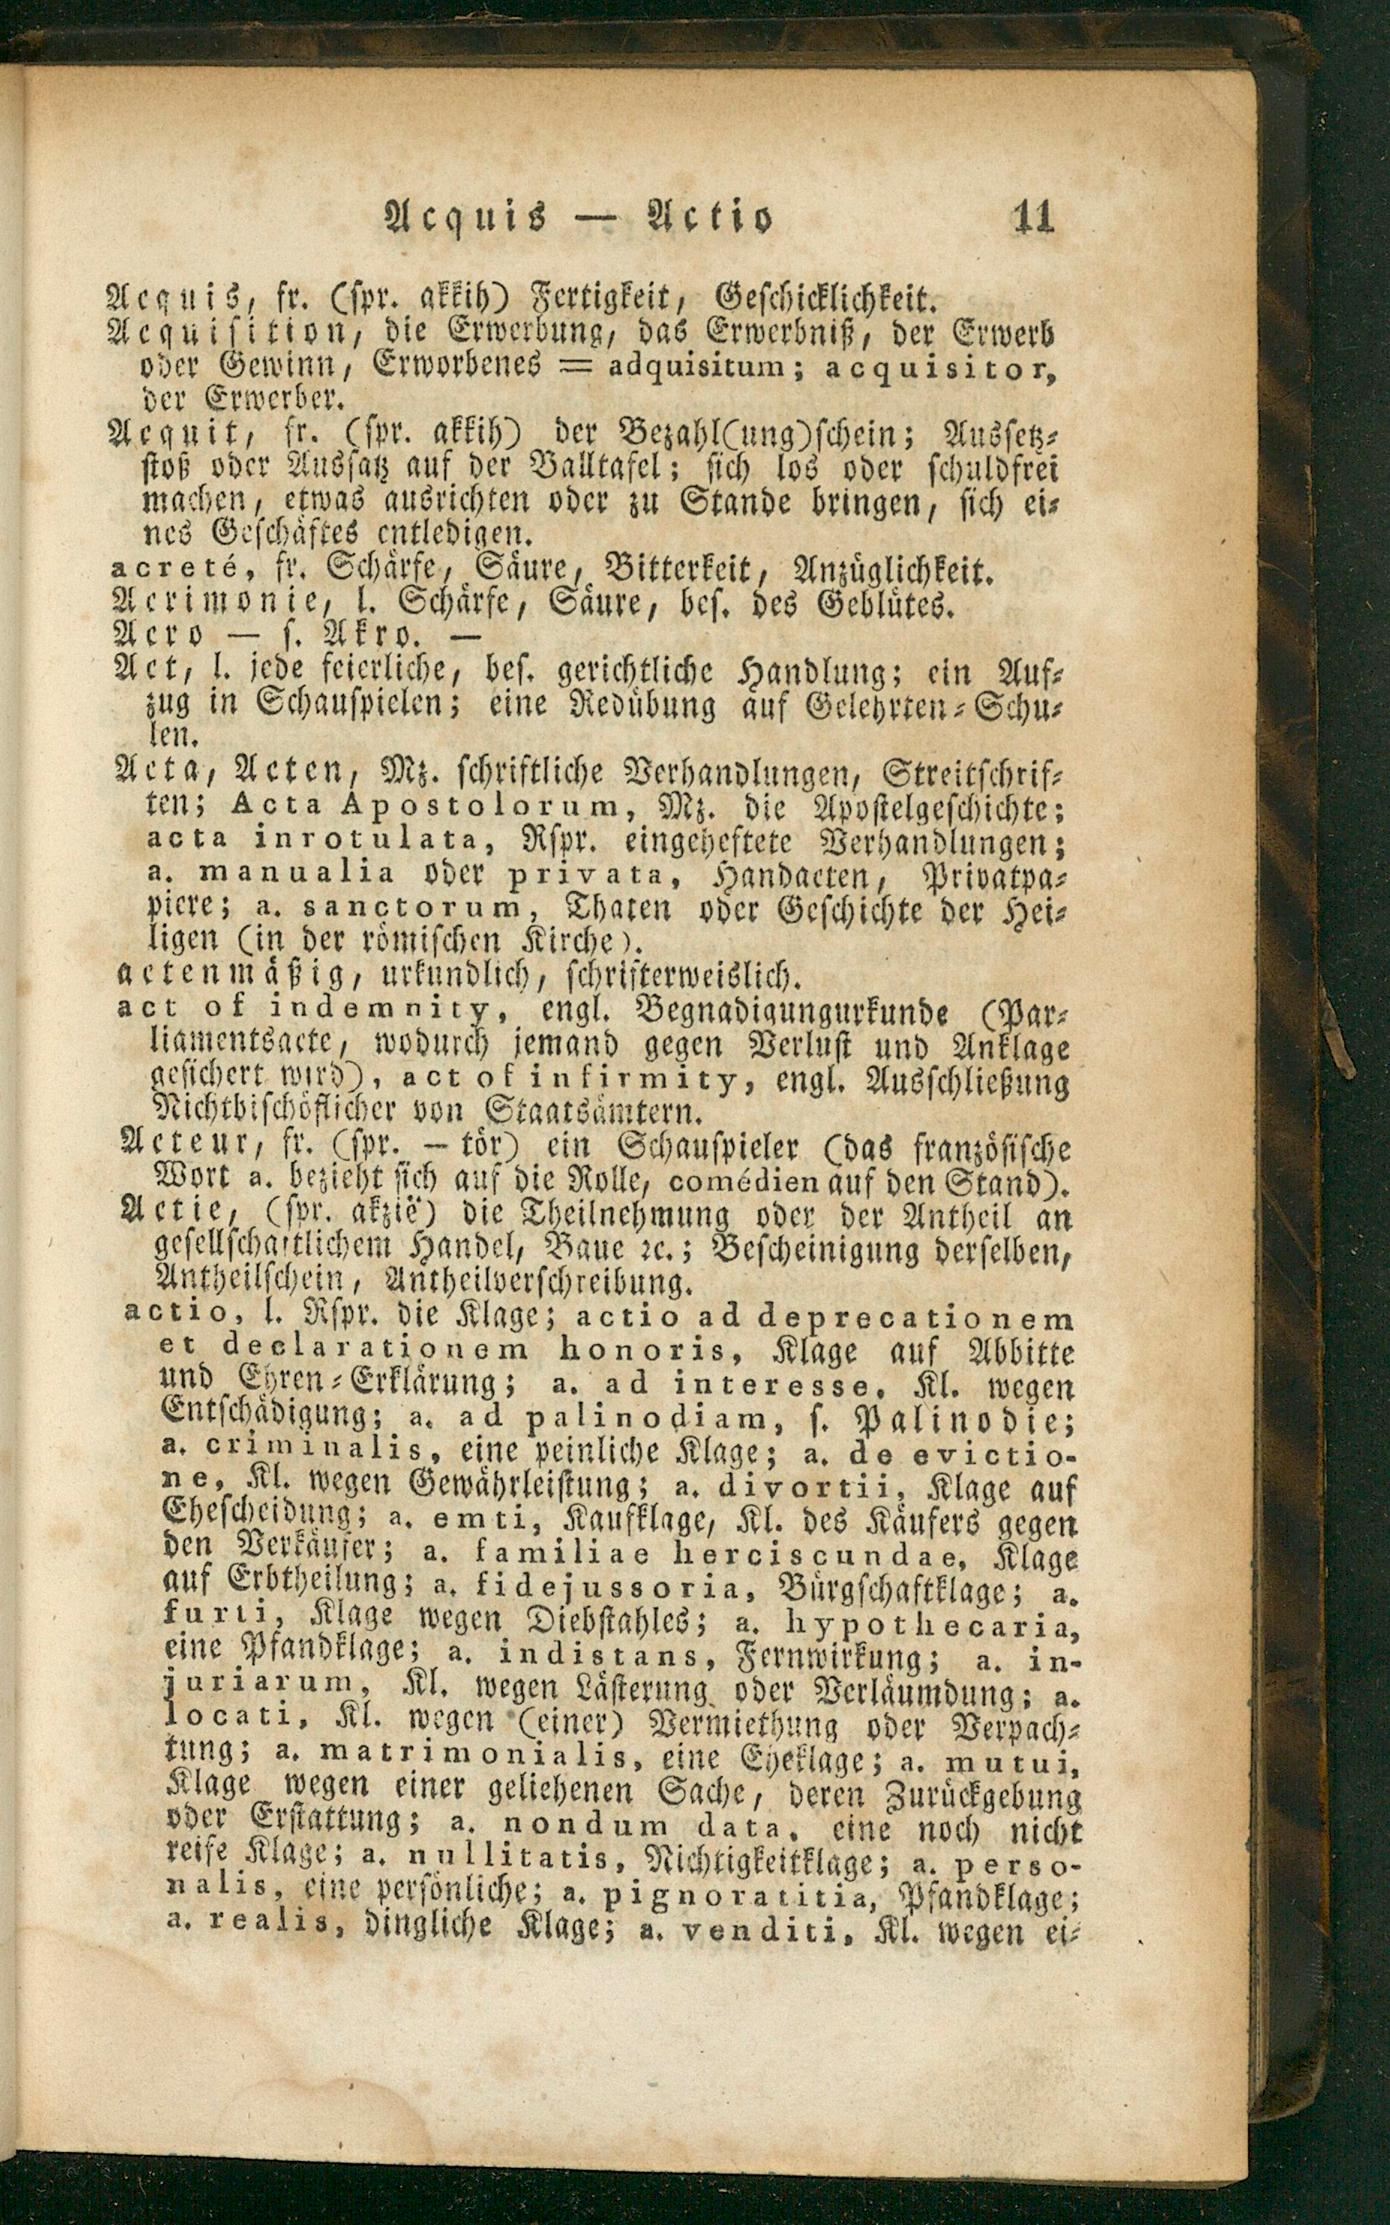 Acquis — Actio 11
Acquis, fr. (spr. akkih) Fertigkeit, Geschicklichkeit.
Acquisition, die Erwerbung, das Erwerbniß, der Erwerb
oder Gewinn, Erworbenes = adquisitum; acquisitor,
der Erwerber.
Acquit, fr. (spr. akkih) der Bezahl(ung)schein; Aussetz-
stoß oder Aussatz auf der Balltafel; sich los oder schuldfrei
machen, etwas ausrichten oder zu Stande bringen, sich ei-
nes Geschäftes entledigen.
acreté, fr. Schärfe, Säure, Bitterkeit, Anzüglichkeit.
Acrimonie, l. Schärfe, Säure, bes. des Geblütes.
Acro — s. Akro. —
Act, l. jede feierliche, bes. gerichtliche Handlung; ein Auf-
zug in Schauspielen; eine Redübung auf Gelehrten-Schu-
len.
Acta, Acten, Mz. schriftliche Verhandlungen, Streitschrif-
ten; Acta Apostolorum, Mz. die Apostelgeschichte;
acta inrotulata, Rspr. eingeheftete Verhandlungen;
a. manualia oder privata, Handacten, Privatpa-
piere; a. sanctorum, Thaten oder Geschichte der Hei-
ligen (in der römischen Kirche).
actenmäßig, urkundlich, schrifterweislich.
act of indemnity, engl. Begnadigungurkunde (Par-
liamentsacte, wodurch jemand gegen Verlust und Anklage
gesichert wird), act of infirmity, engl. Ausschließung
Nichtbischöflicher von Staatsämtern.
Acteur, fr. (spr. — tör) ein Schauspieler (das französische
Wort a. bezieht sich auf die Rolle, comédien auf den Stand).
Actie, (spr. akzië) die Theilnehmung oder der Antheil an
gesellschaftlichem Handel, Baue ꝛc.; Bescheinigung derselben,
Antheilschein, Antheilverschreibung.
actio, l. Rspr. die Klage; actio ad deprecationem
et declarationem honoris, Klage auf Abbitte
und Ehren-Erklärung; a. ad interesse, Kl. wegen
Entschädigung; a. ad palinodiam, s. Palinodie;
a. criminalis, eine peinliche Klage; a. de evictio-
ne, Kl. wegen Gewährleistung; a. divortii, Klage auf
Ehescheidung; a. emti, Kaufklage, Kl. des Käufers gegen
den Verkäufer; a. familiae herciscundae, Klage
auf Erbtheilung; a. fidejussoria, Bürgschaftklage; a.
furti, Klage wegen Diebstahles; a. hypothecaria,
eine Pfandklage; a. indistans, Fernwirkung; a. in-
juriarum, Kl. wegen Lästerung oder Verläumdung; a.
locati, Kl. wegen (einer) Vermiethung oder Verpach-
tung; a. matrimonialis, eine Eheklage; a. mutui,
Klage wegen einer geliehenen Sache, deren Zurückgebung
oder Erstattung; a. nondum data, eine noch nicht
reife Klage; a. nullitatis, Nichtigkeitklage; a. perso-
nalis, eine persönliche; a. pignoratitia, Pfandklage;
a. realis, dingliche Klage; a. venditi, Kl. wegen ei-